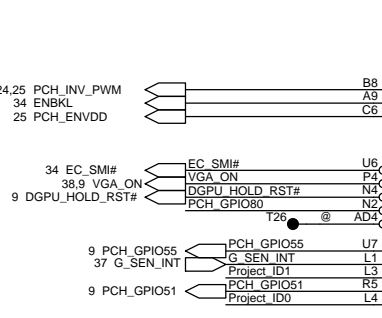 24,25 PCH_INV_PWM B8
34 ENBKL A9
25 PCH_ENVDD C6
34 EC_SMI# EC_SMI# U6
38,9 VGA_ON VGA_ON P4
9 DGPU_HOLD_RST# DGPU_HOLD_RST# N4
PCH_GPIO80 N2
T26 @ AD4
9 PCH_GPIO55 PCH_GPIO55 U7
37 G_SEN_INT G_SEN_INT L1
Project_ID1 L3
9 PCH_GPIO51 PCH_GPIO51 R5
Project_ID0 L4